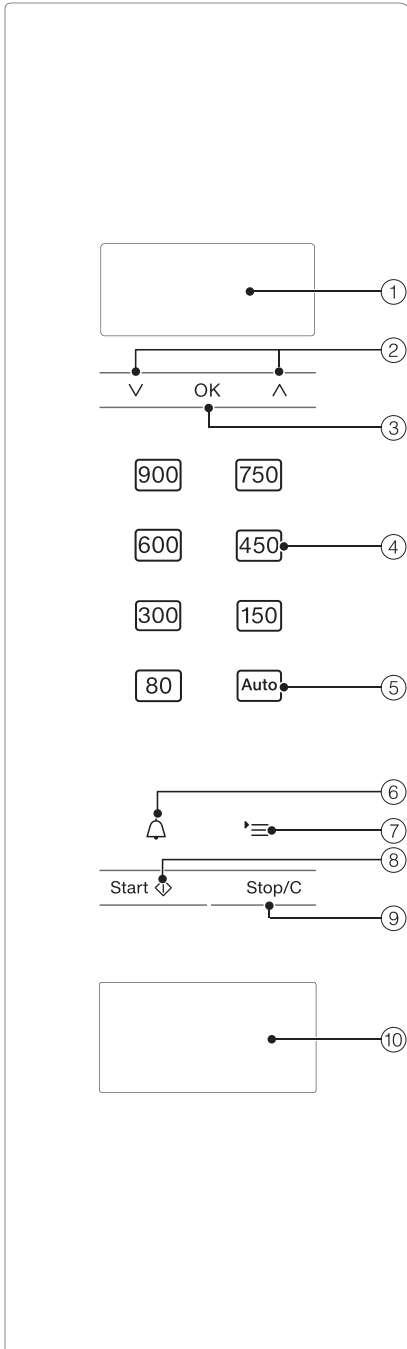 ①
②
∨ OK ∧
③
900 750
600 450 ④
300 150
80 Auto ⑤
⑥
⑦
⑧
Start Stop/C
⑨
⑩